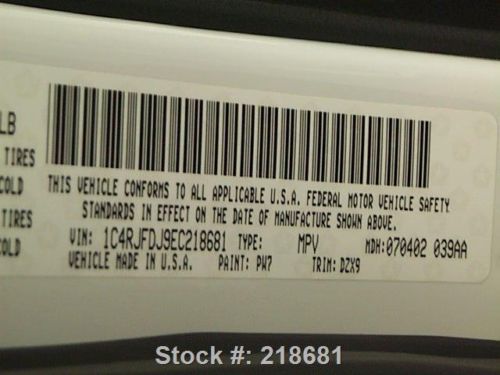 LB
TIRES
COLD
TIRES
COLD
THIS VEHICLE CONFORMS TO ALL APPLICABLE U.S.A. FEDERAL MOTOR VEHICLE SAFETY
STANDARDS IN EFFECT ON THE DATE OF MANUFACTURE SHOWN ABOVE.
VIN: 1C4RJFDJ9EC218681 TYPE: MPV MDH:070402 039AA
VEHICLE MADE IN U.S.A. PAINT: PW7 TRIM: DZX9
Stock #: 218681